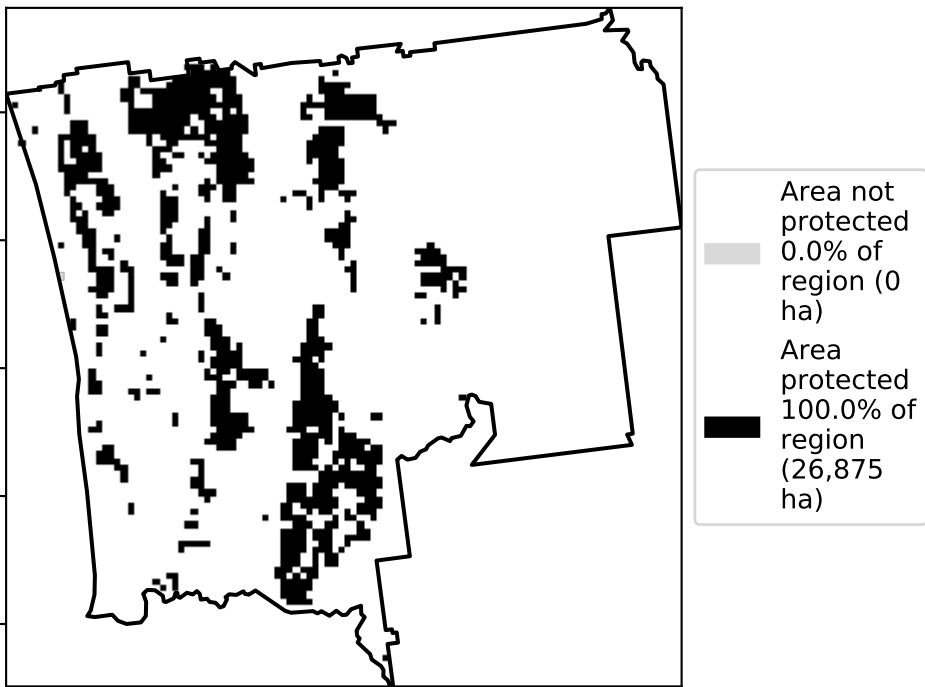 Area not
protected
0.0% of
region (0
ha)
Area
protected
100.0% of
region
(26,875
ha)